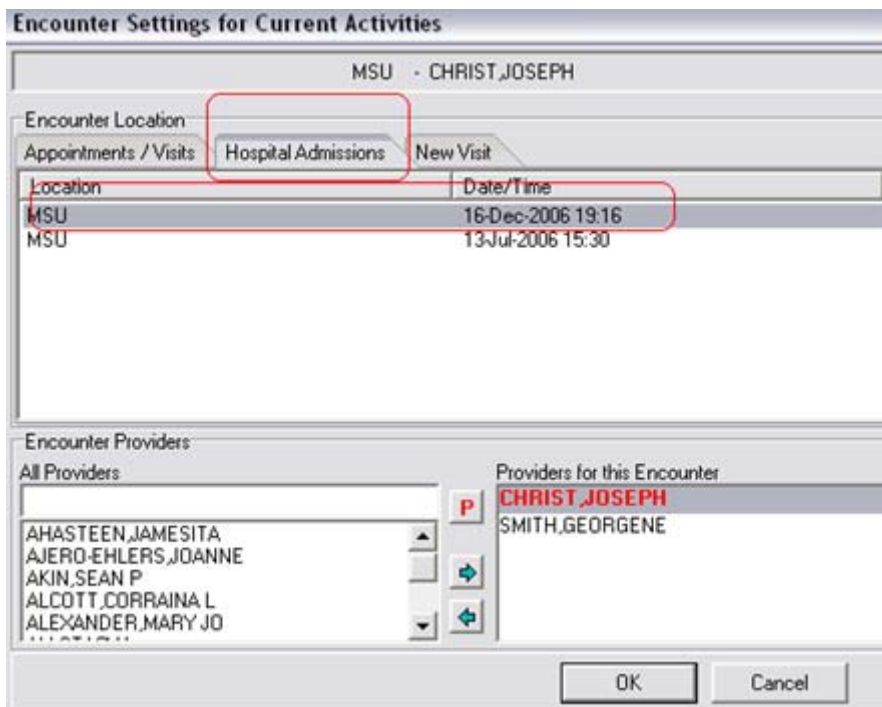 Encounter Settings for Current Activities
MSU - CHRIST,JOSEPH
Encounter Location
Appointments / Visits Hospital Admissions New Visit
Location Date/Time
MSU 16-Dec-2006 19:16
MSU 13-Jul-2006 15:30
Encounter Providers
All Providers Providers for this Encounter
P CHRIST,JOSEPH
SMITH,GEORGENE
AHASTEEN,JAMESITA
AJERO-EHLERS,JOANNE
AKIN,SEAN P
ALCOTT,CORRAINA L
ALEXANDER,MARY JO
OK Cancel